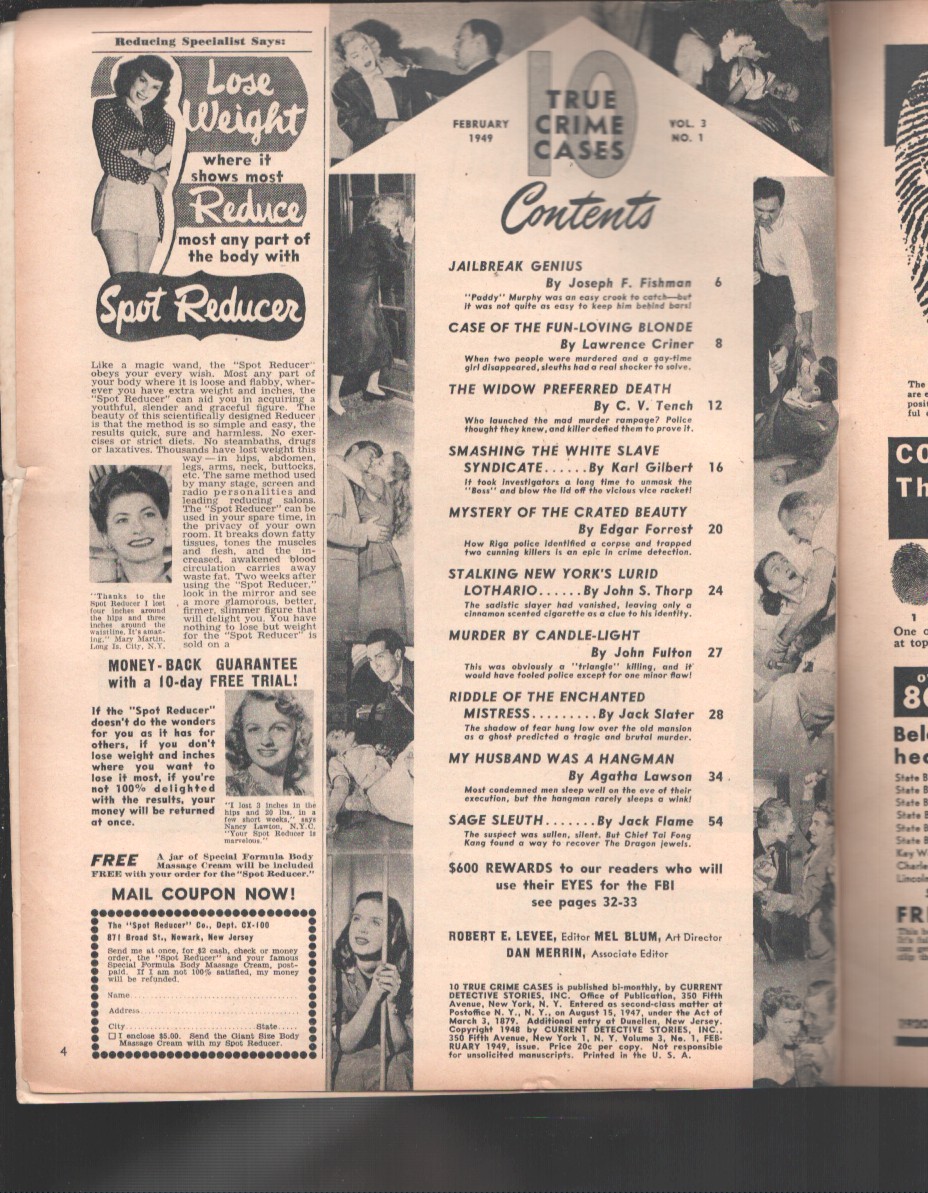 Reducing Specialist Says:
Lose
Weight
where it
shows most
Reduce
most any part of
the body with
Spot Reducer
Like a magic wand, the "Spot Reducer"
obeys your every wish. Most any part of
your body where it is loose and flabby, wher-
ever you have extra weight and inches, the
"Spot Reducer" can aid you in acquiring a
youthful, slender and graceful figure. The
beauty of this scientifically designed Reducer
is that the method is so simple and easy, the
results quick, sure and harmless. No exer-
cises or strict diets. No steambaths, drugs
or laxatives. Thousands have lost weight this
way — in hips, abdomen,
legs, arms, neck, buttocks,
etc. The same method used
by many stage, screen and
radio personalities and
leading reducing salons.
The "Spot Reducer" can be
used in your spare time, in
the privacy of your own
room. It breaks down fatty
tissues, tones the muscles
and flesh, and the in-
creased, awakened blood
circulation carries away
waste fat. Two weeks after
using the "Spot Reducer,"
look in the mirror and see
a more glamorous, better,
firmer, slimmer figure that
will delight you. You have
nothing to lose but weight
for the "Spot Reducer" is
sold on a
"Thanks to the
Spot Reducer I lost
four inches around
the hips and three
inches around the
waistline. It's amaz-
ing," Mary Martin,
Long Is. City, N.Y.
MONEY-BACK GUARANTEE
with a 10-day FREE TRIAL!
If the "Spot Reducer"
doesn't do the wonders
for you as it has for
others, if you don't
lose weight and inches
where you want to
lose it most, if you're
not 100% delighted
with the results, your
money will be returned
at once.
"I lost 3 inches in the
hips and 20 lbs. in a
few short weeks," says
Nancy Lawton, N.Y.C.
"Your Spot Reducer is
marvelous."
FREE A jar of Special Formula Body
Massage Cream will be included
FREE with your order for the "Spot Reducer."
MAIL COUPON NOW!
The "Spot Reducer" Co., Dept. CX-100
871 Broad St., Newark, New Jersey
Send me at once, for $2 cash, check or money
order, the "Spot Reducer" and your famous
Special Formula Body Massage Cream, post-
paid. If I am not 100% satisfied, my money
will be refunded.
Name
Address
City State
☐ I enclose $5.00. Send the Giant Size Body
Massage Cream with my Spot Reducer.
4
10
TRUE
CRIME
CASES
FEBRUARY
1949
VOL. 3
NO. 1
Contents
JAILBREAK GENIUS
By Joseph F. Fishman 6
"Paddy" Murphy was an easy crook to catch—but
it was not quite as easy to keep him behind bars!
CASE OF THE FUN-LOVING BLONDE
By Lawrence Criner 8
When two people were murdered and a gay-time
girl disappeared, sleuths had a real shocker to solve.
THE WIDOW PREFERRED DEATH
By C. V. Tench 12
Who launched the mad murder rampage? Police
thought they knew, and killer defied them to prove it.
SMASHING THE WHITE SLAVE
SYNDICATE......By Karl Gilbert 16
It took investigators a long time to unmask the
"Boss" and blow the lid off the vicious vice racket!
MYSTERY OF THE CRATED BEAUTY
By Edgar Forrest 20
How Riga police identified a corpse and trapped
two cunning killers is an epic in crime detection.
STALKING NEW YORK'S LURID
LOTHARIO......By John S. Thorp 24
The sadistic slayer had vanished, leaving only a
cinnamon scented cigarette as a clue to his identity.
MURDER BY CANDLE-LIGHT
By John Fulton 27
This was obviously a "triangle" killing, and it
would have fooled police except for one minor flaw!
RIDDLE OF THE ENCHANTED
MISTRESS.........By Jack Slater 28
The shadow of fear hung low over the old mansion
as a ghost predicted a tragic and brutal murder.
MY HUSBAND WAS A HANGMAN
By Agatha Lawson 34
Most condemned men sleep well on the eve of their
execution, but the hangman rarely sleeps a wink!
SAGE SLEUTH.......By Jack Flame 54
The suspect was sullen, silent. But Chief Tai Fong
Kang found a way to recover The Dragon jewels.
$600 REWARDS to our readers who will
use their EYES for the FBI
see pages 32-33
ROBERT E. LEVEE, Editor MEL BLUM, Art Director
DAN MERRIN, Associate Editor
10 TRUE CRIME CASES is published bi-monthly, by CURRENT
DETECTIVE STORIES, INC. Office of Publication, 350 Fifth
Avenue, New York, N. Y. Entered as second-class matter at
Postoffice N. Y., N. Y., on August 15, 1947, under the Act of
March 3, 1879. Additional entry at Dunellen, New Jersey.
Copyright 1948 by CURRENT DETECTIVE STORIES, INC.,
350 Fifth Avenue, New York 1, N. Y. Volume 3, No. 1, FEB-
RUARY 1949, issue. Price 20c per copy. Not responsible
for unsolicited manuscripts. Printed in the U. S. A.
The
are e
posit
ful c
CO
Th
1
One o
at top
80
Bel
hea
State B
State B
State B
State B
State B
State B
Key W
Charle
Lincoln
FR